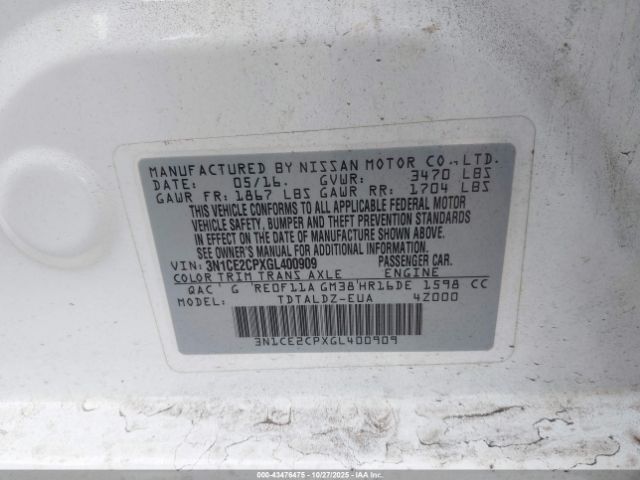 MANUFACTURED BY NISSAN MOTOR CO.,LTD.
DATE: 05/16. GVWR: 3470 LBS
GAWR FR: 1867 LBS GAWR RR: 1704 LBS
THIS VEHICLE CONFORMS TO ALL APPLICABLE FEDERAL MOTOR
VEHICLE SAFETY, BUMPER AND THEFT PREVENTION STANDARDS
IN EFFECT ON THE DATE OF MANUFACTURE SHOWN ABOVE.
SEE OWNER'S MANUAL FOR ADDITIONAL INFORMATION.
VIN: 3N1CE2CPXGL400909 PASSENGER CAR.
COLOR TRIM TRANS AXLE ENGINE
QAC G RE0F11A GM38 HR16DE 1598 CC
MODEL: TDTALDZ-EUA 4Z000
3N1CE2CPXGL400909
000-43476475 - 10/27/2025 - IAA Inc.